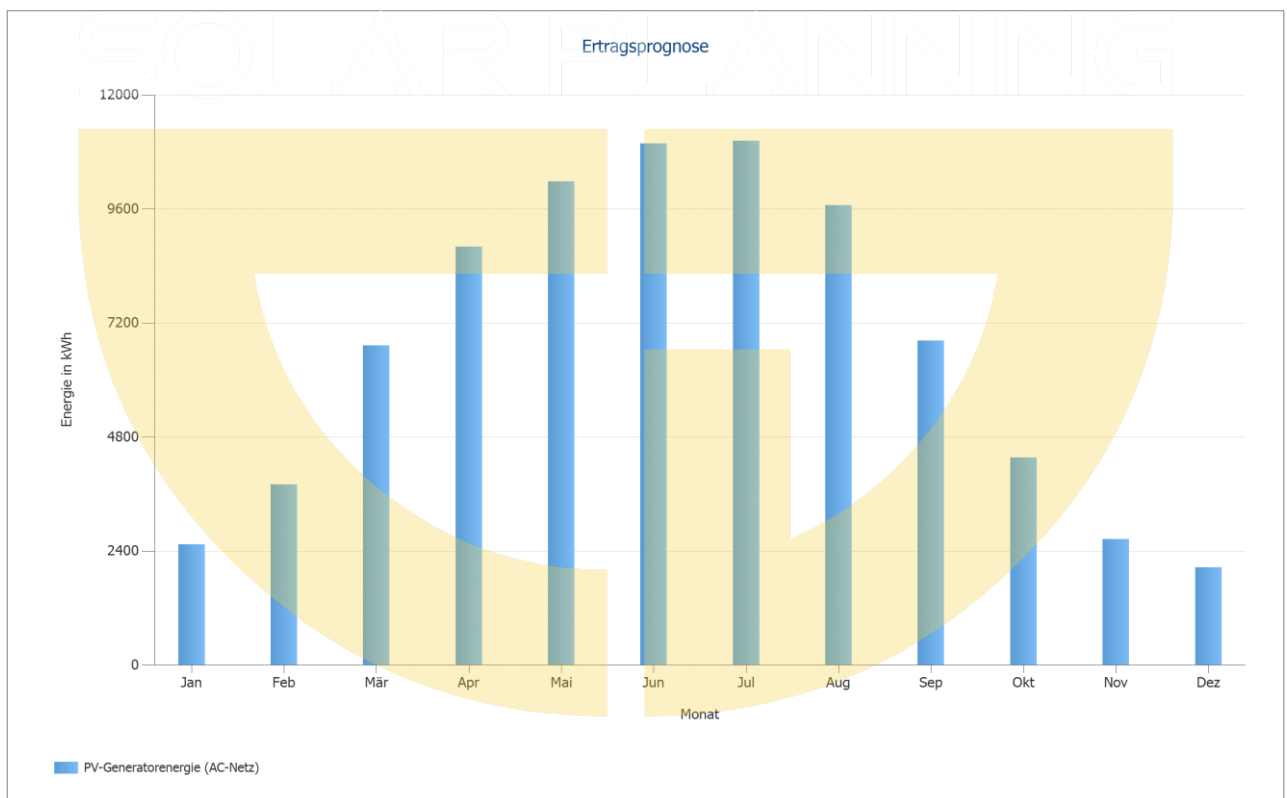 SOLAR PLANNING
Ertragsprognose
12000
9600
7200
4800
2400
0
Energie in kWh
Jan Feb Mär Apr Mai Jun Jul Aug Sep Okt Nov Dez
Monat
PV-Generatorenergie (AC-Netz)